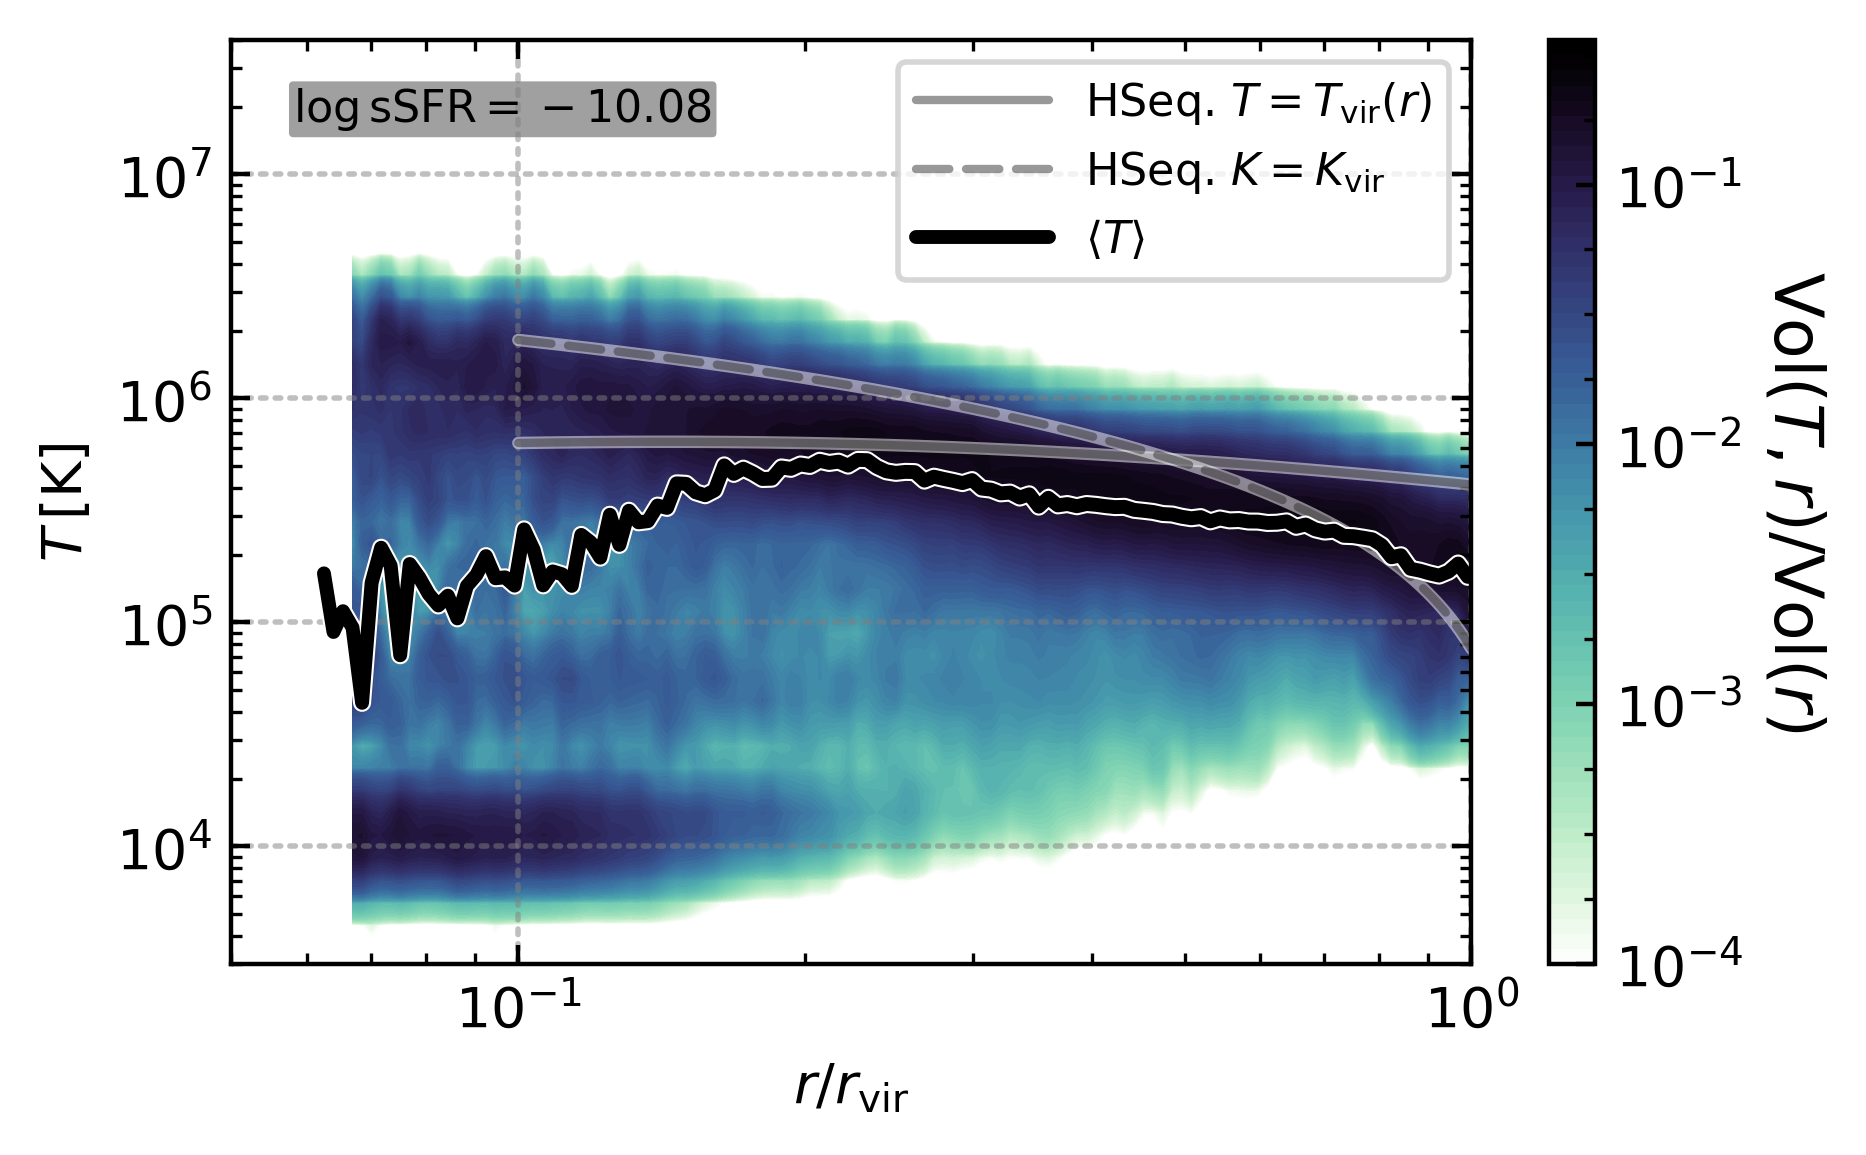 log sSFR = −10.08
HSeq. T = T_vir(r)
HSeq. K = K_vir
⟨T⟩
T [K]
10^7
10^6
10^5
10^4
10^−1
10^0
r/r_vir
10^−1
10^−2
10^−3
10^−4
Vol(T, r)/Vol(r)